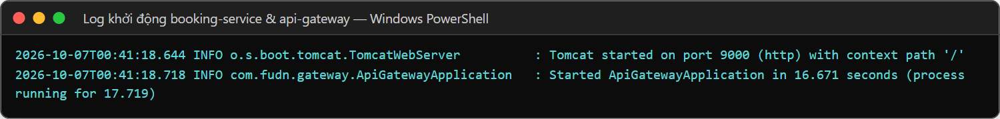 Log khởi động booking-service & api-gateway — Windows PowerShell
2026-10-07T00:41:18.644 INFO o.s.boot.tomcat.TomcatWebServer          : Tomcat started on port 9000 (http) with context path '/'
2026-10-07T00:41:18.718 INFO com.fudn.gateway.ApiGatewayApplication   : Started ApiGatewayApplication in 16.671 seconds (process
running for 17.719)